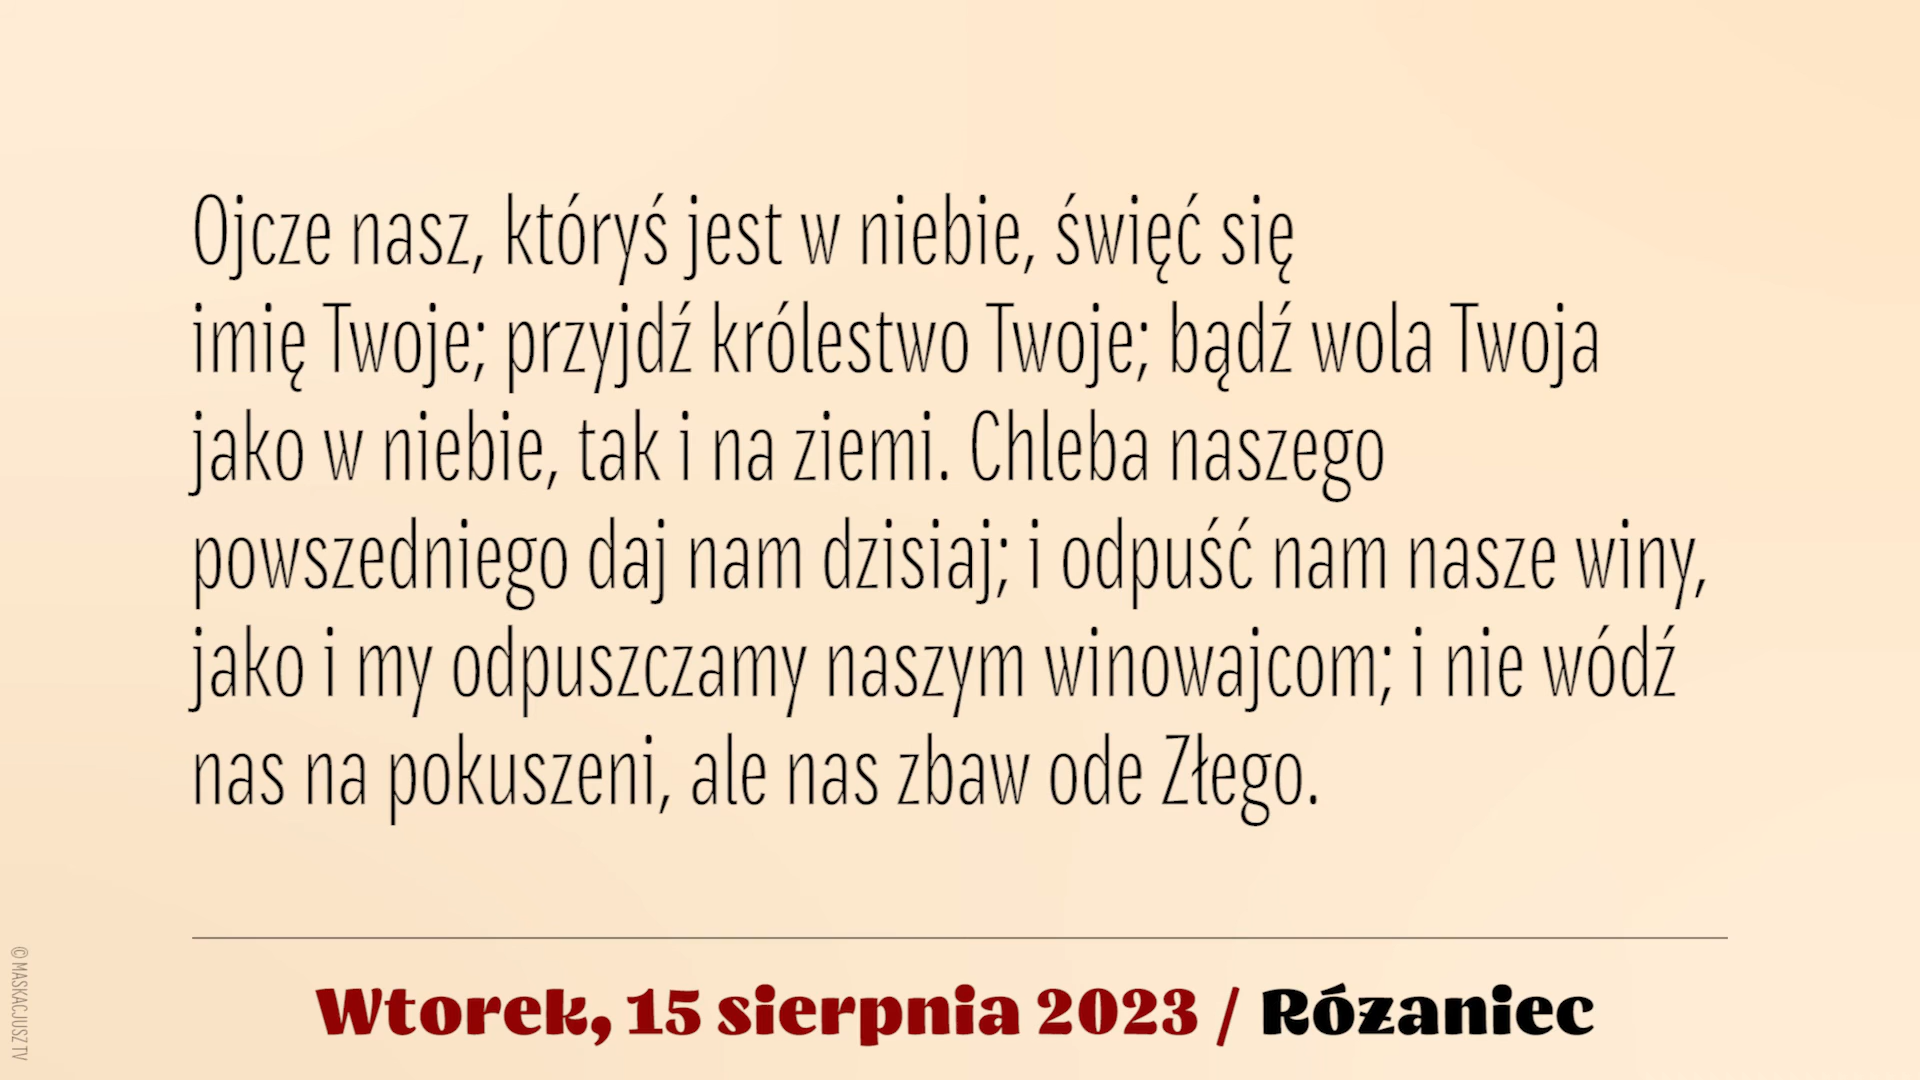 Ojcze nasz, któryś jest w niebie, święć się
imię Twoje; przyjdź królestwo Twoje; bądź wola Twoja
jako w niebie, tak i na ziemi. Chleba naszego
powszedniego daj nam dzisiaj; i odpuść nam nasze winy,
jako i my odpuszczamy naszym winowajcom; i nie wódź
nas na pokuszeni, ale nas zbaw ode Złego.
Wtorek, 15 sierpnia 2023 / Różaniec
© MASKACJUSZ TV